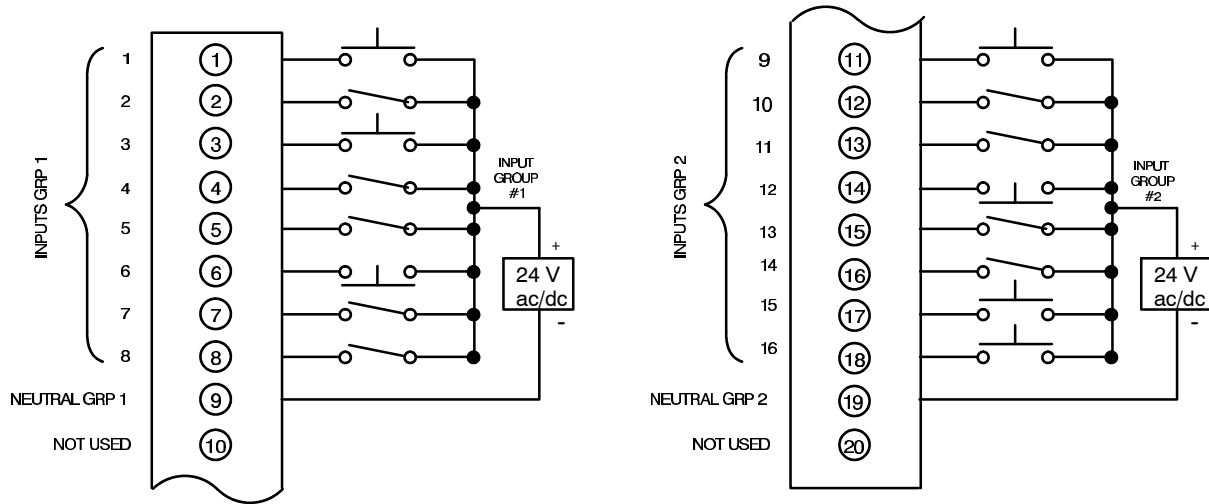 INPUTS GRP 1
1 ①
2 ②
3 ③
4 ④
5 ⑤
6 ⑥
7 ⑦
8 ⑧
NEUTRAL GRP 1 ⑨
NOT USED ⑩
INPUT
GROUP
#1
+
24 V
ac/dc
-
INPUTS GRP 2
9 ⑪
10 ⑫
11 ⑬
12 ⑭
13 ⑮
14 ⑯
15 ⑰
16 ⑱
NEUTRAL GRP 2 ⑲
NOT USED ⑳
INPUT
GROUP
#2
+
24 V
ac/dc
-